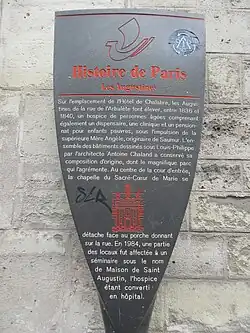 Histoire de Paris
Les Augustines
Sur l'emplacement de l'Hôtel de Chalabre, les Augus-
tines de la rue de l'Arbalète font élever, entre 1836 et
1840, un hospice de personnes âgées comprenant
également un dispensaire, une clinique et un pension-
nat pour enfants pauvres, sous l'impulsion de la
supérieure Mère Angèle, originaire de Saumur. L'en-
semble des bâtiments dessinés sous Louis-Philippe
par l'architecte Antoine Chaland a conservé sa
composition d'origine, dont le magnifique parc
qui l'agrémente. Au centre de la cour d'entrée,
la chapelle du Sacré-Cœur de Marie se
détache face au porche donnant
sur la rue. En 1984, une partie
des locaux fut affectée à un
séminaire sous le nom
de Maison de Saint
Augustin, l'hospice
étant converti
en hôpital.